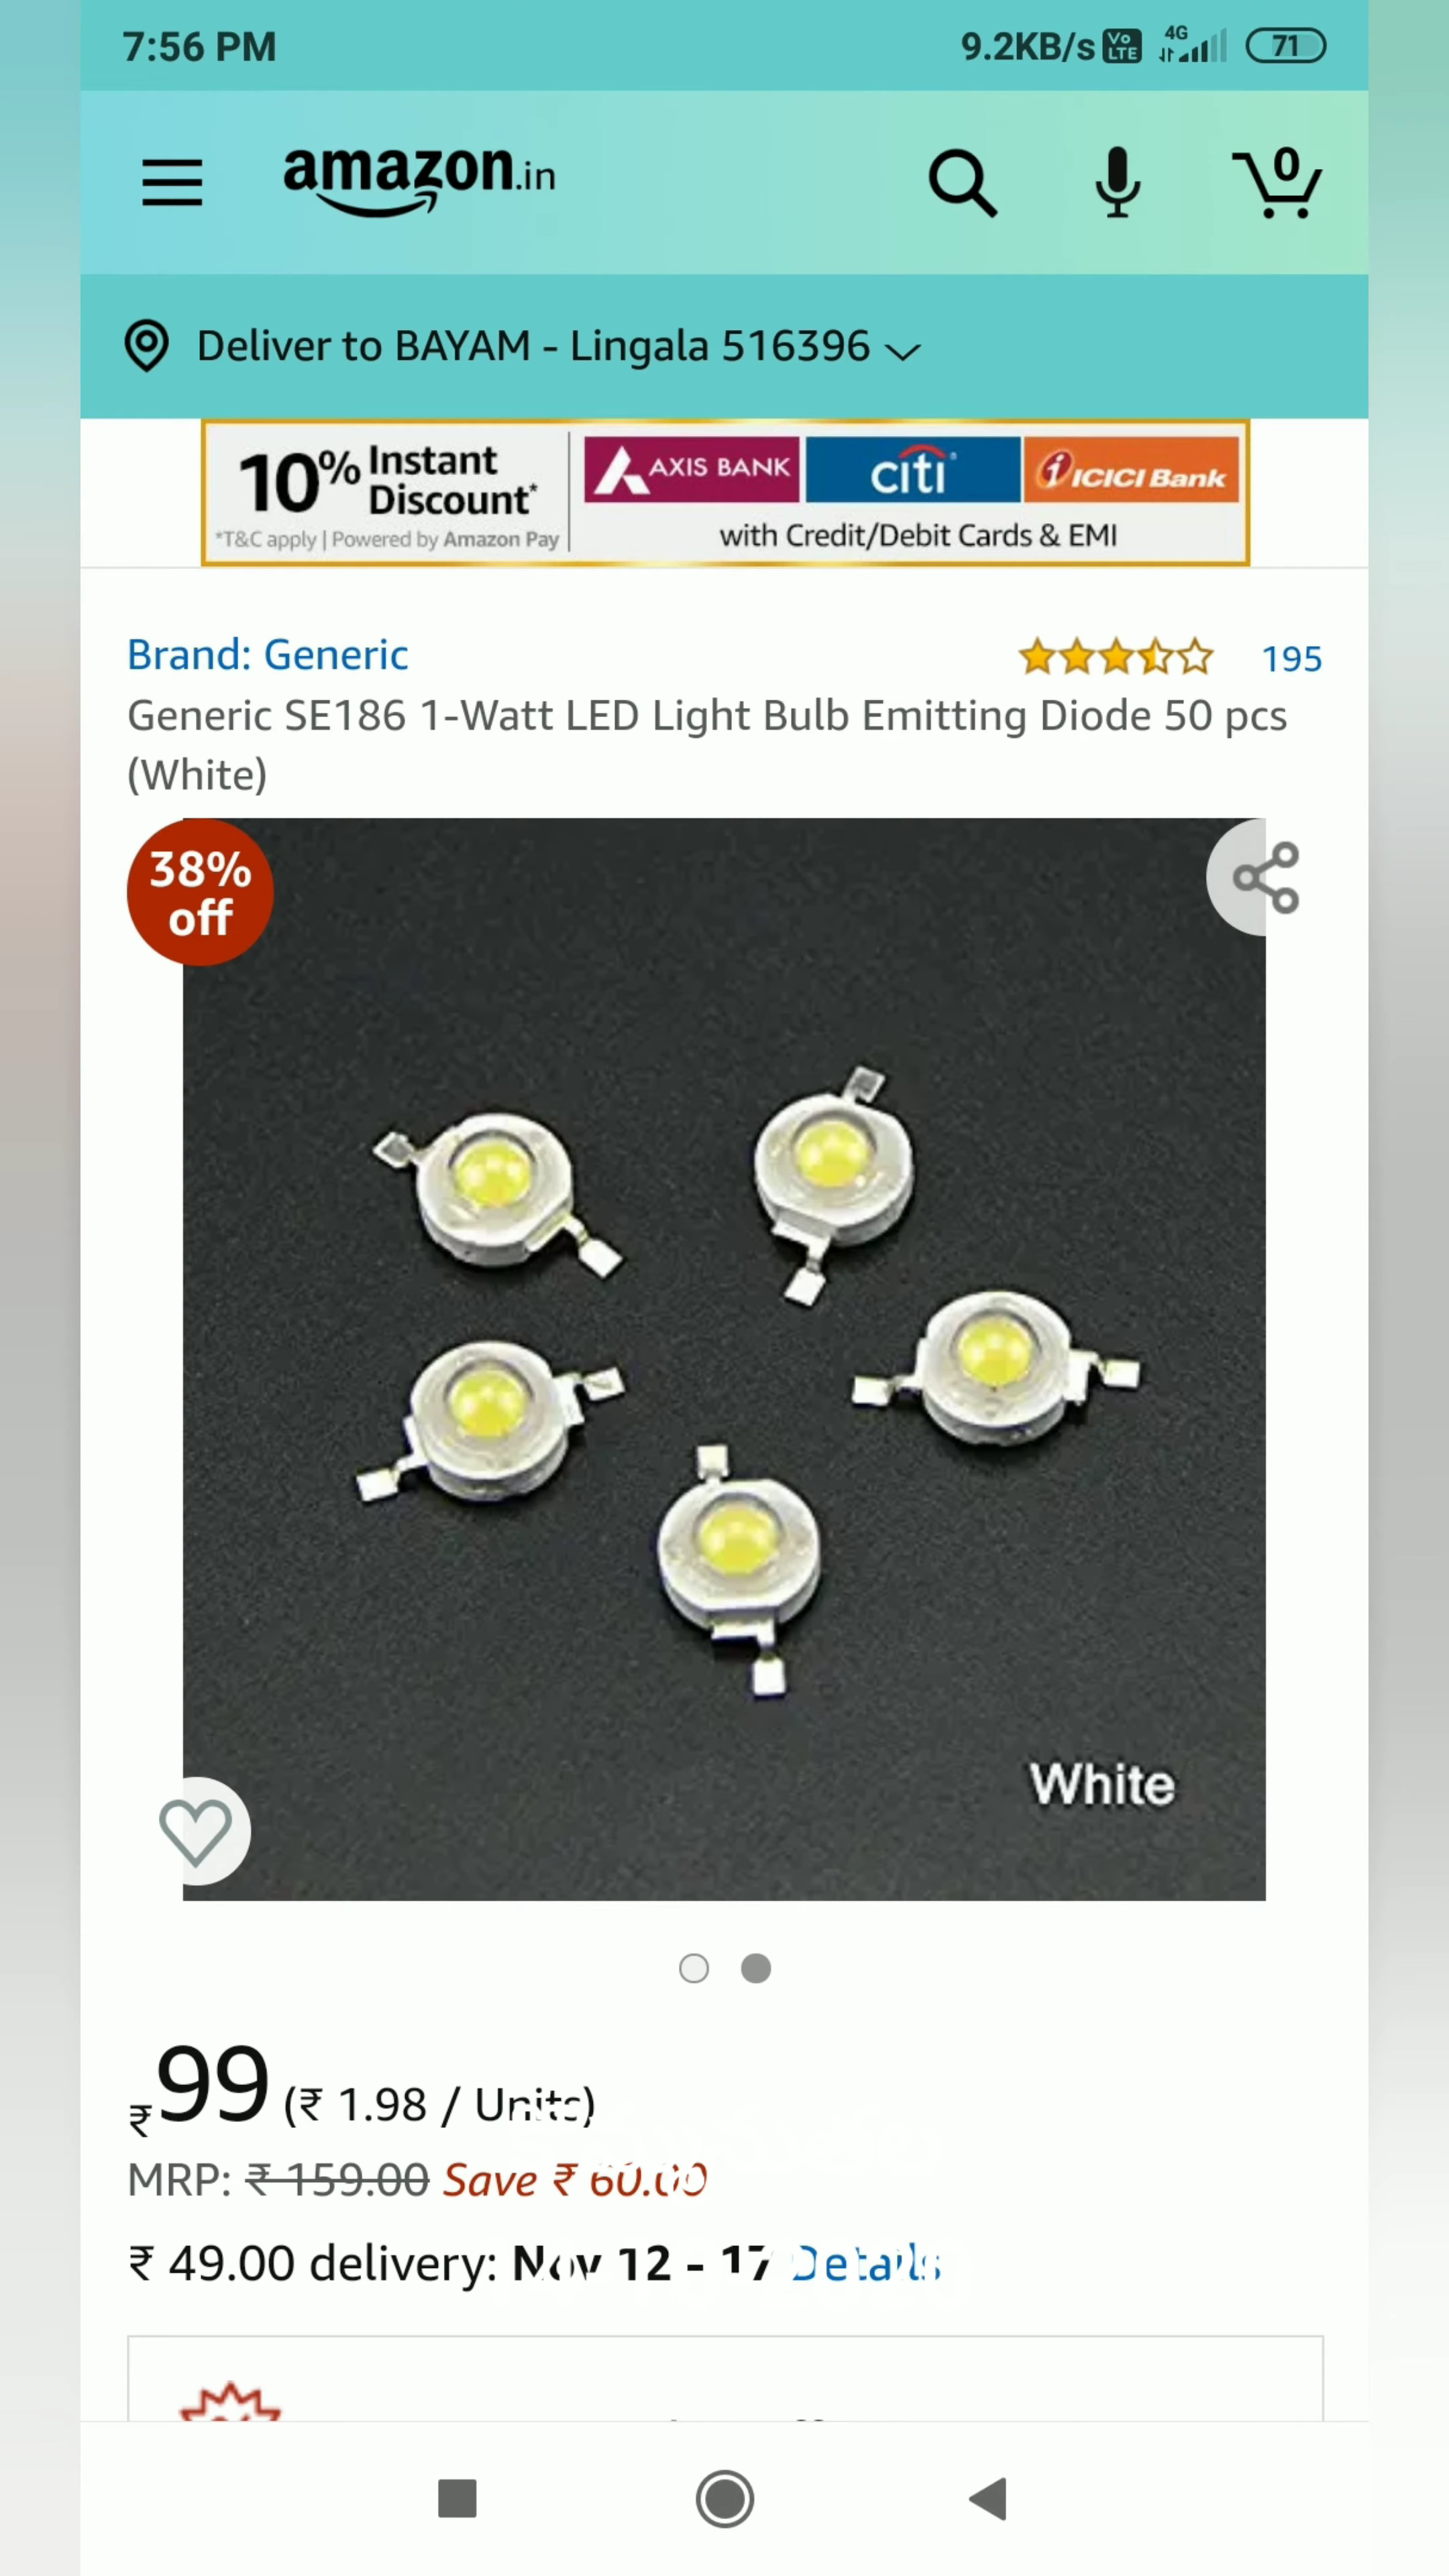 7:56 PM 9.2KB/s Vo LTE 4G 71
amazon.in 0
Deliver to BAYAM - Lingala 516396
10% Instant Discount*
*T&C apply | Powered by Amazon Pay
AXIS BANK citi ICICI Bank
with Credit/Debit Cards & EMI
Brand: Generic 195
Generic SE186 1-Watt LED Light Bulb Emitting Diode 50 pcs
(White)
38%
off
White
₹99 (₹ 1.98 / Units)
MRP: ₹ 159.00 Save ₹ 60.00
₹ 49.00 delivery: Nov 12 - 17 Details